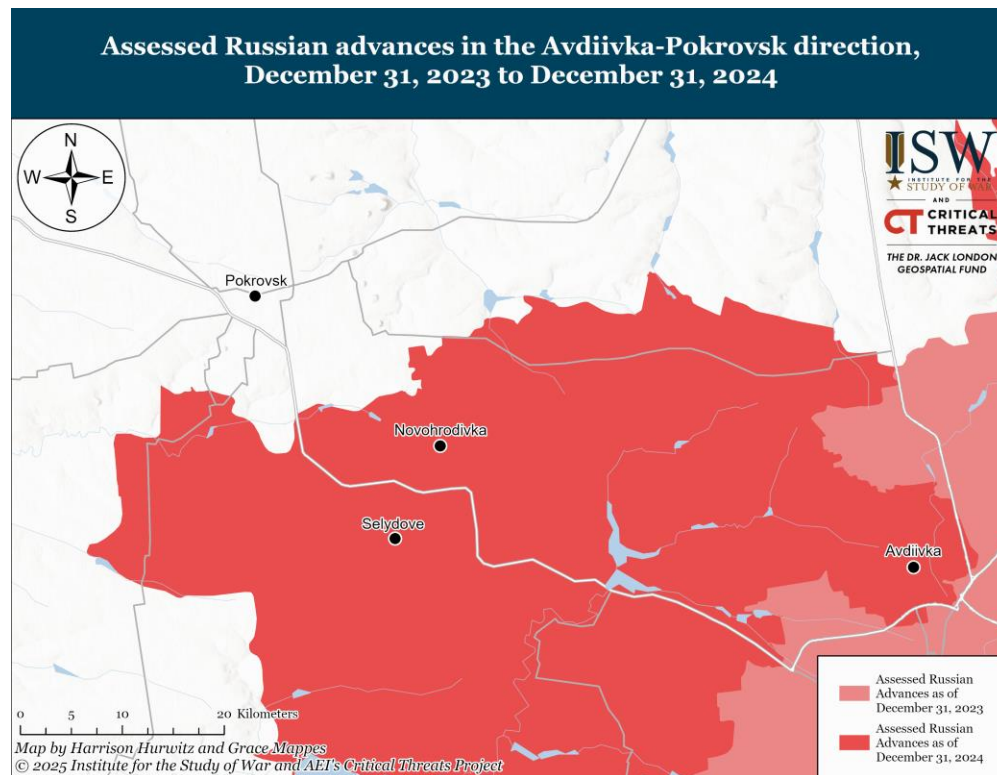 Assessed Russian advances in the Avdiivka-Pokrovsk direction,
December 31, 2023 to December 31, 2024
N
W
E
S
ISW
INSTITUTE FOR THE
STUDY OF WAR
AND
CT CRITICAL
THREATS
THE DR. JACK LONDON
GEOSPATIAL FUND
Pokrovsk
Novohrodivka
Selydove
Avdiivka
Assessed Russian
Advances as of
December 31, 2023
Assessed Russian
Advances as of
December 31, 2024
0 5 10 20 Kilometers
Map by Harrison Hurwitz and Grace Mappes
© 2025 Institute for the Study of War and AEI's Critical Threats Project